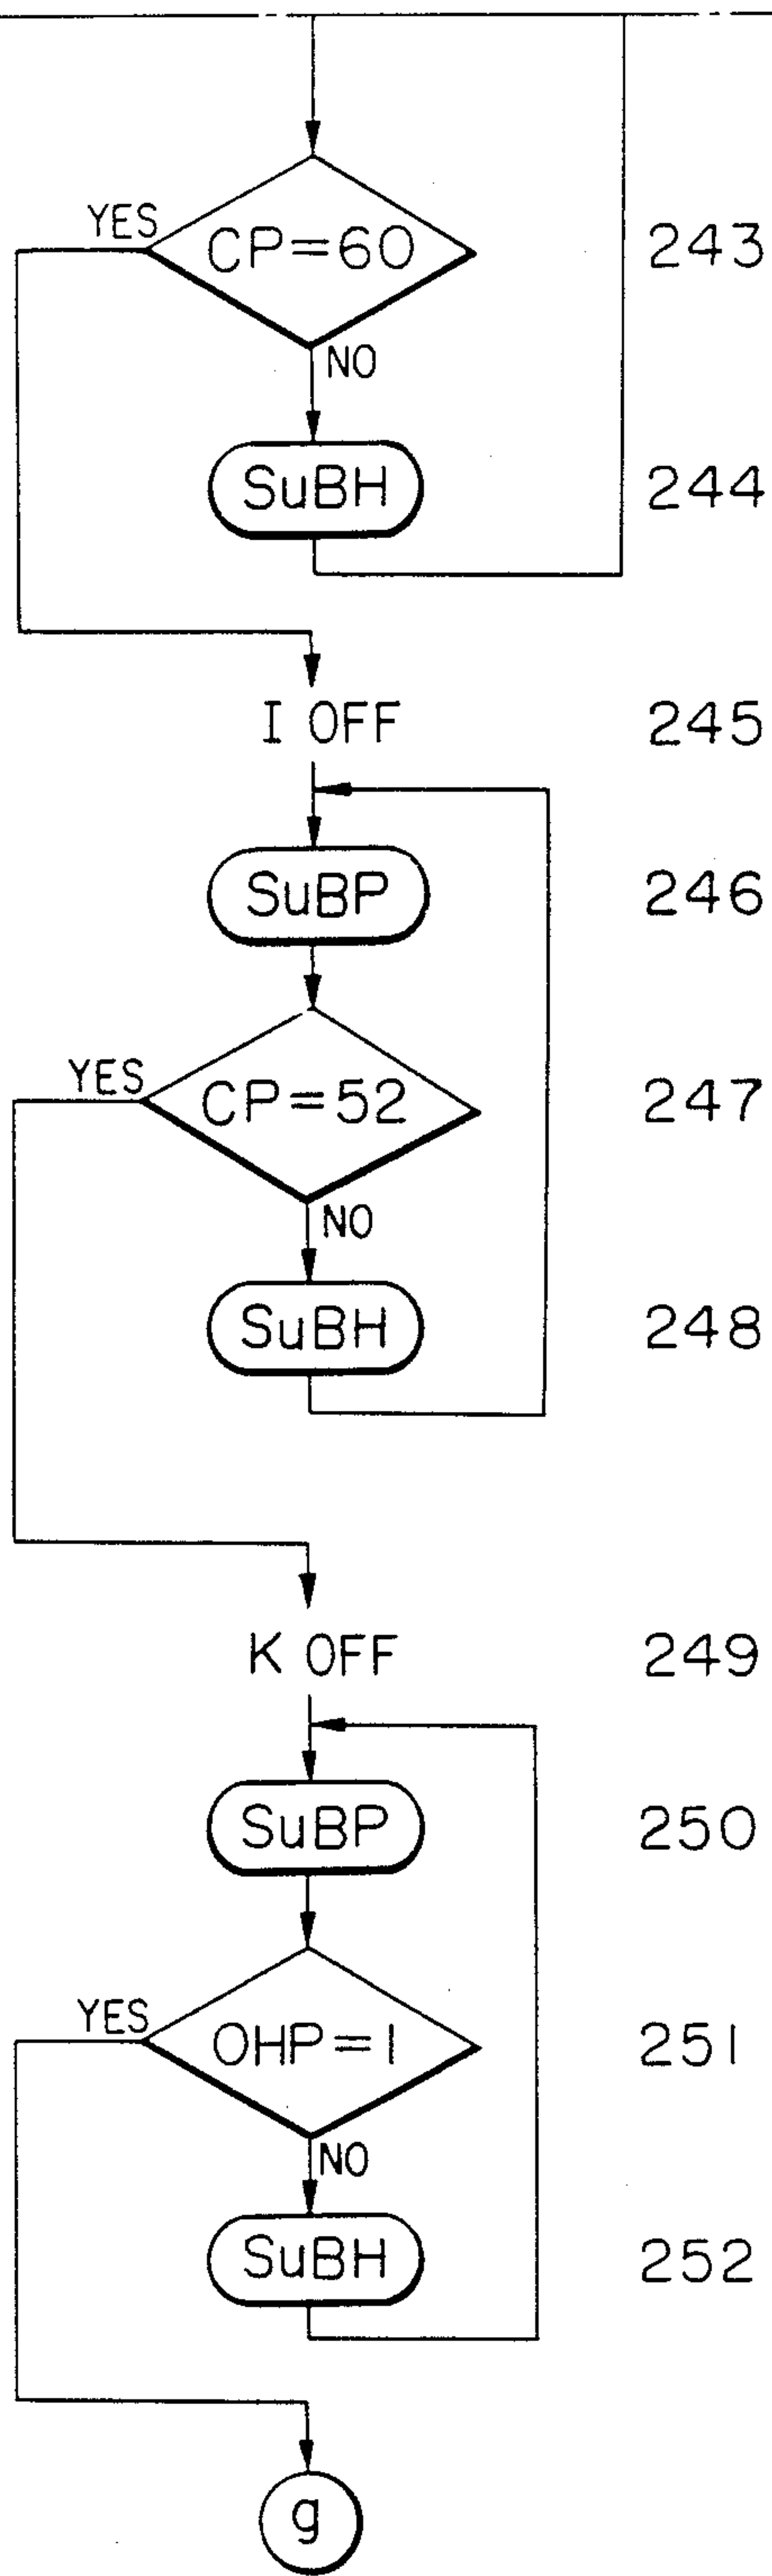 YES CP=60 243
NO
SuBH 244
I OFF 245
SuBP 246
YES CP=52 247
NO
SuBH 248
K OFF 249
SuBP 250
YES OHP=1 251
NO
SuBH 252
g